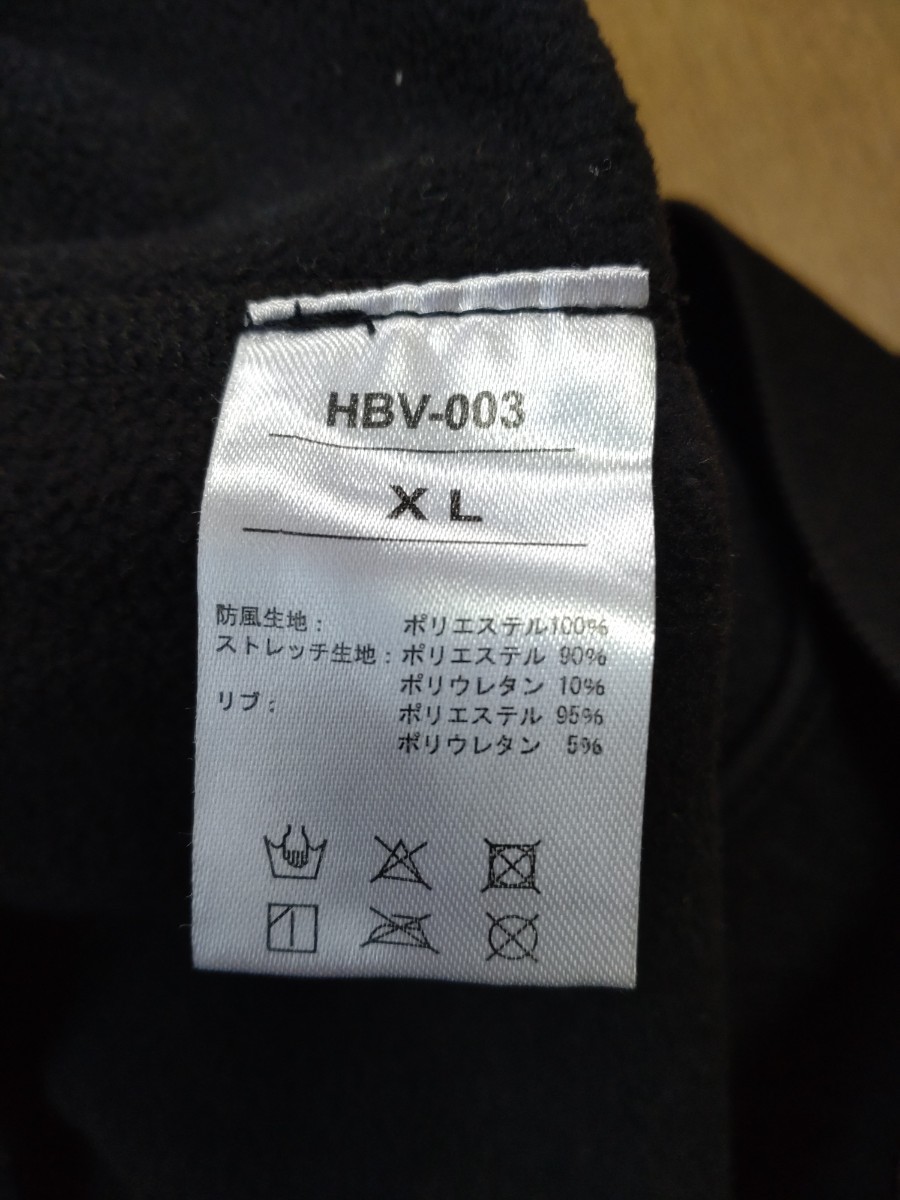 HBV-003
XL
防風生地： ポリエステル100%
ストレッチ生地：ポリエステル 90%
ポリウレタン 10%
リブ： ポリエステル 95%
ポリウレタン 5%